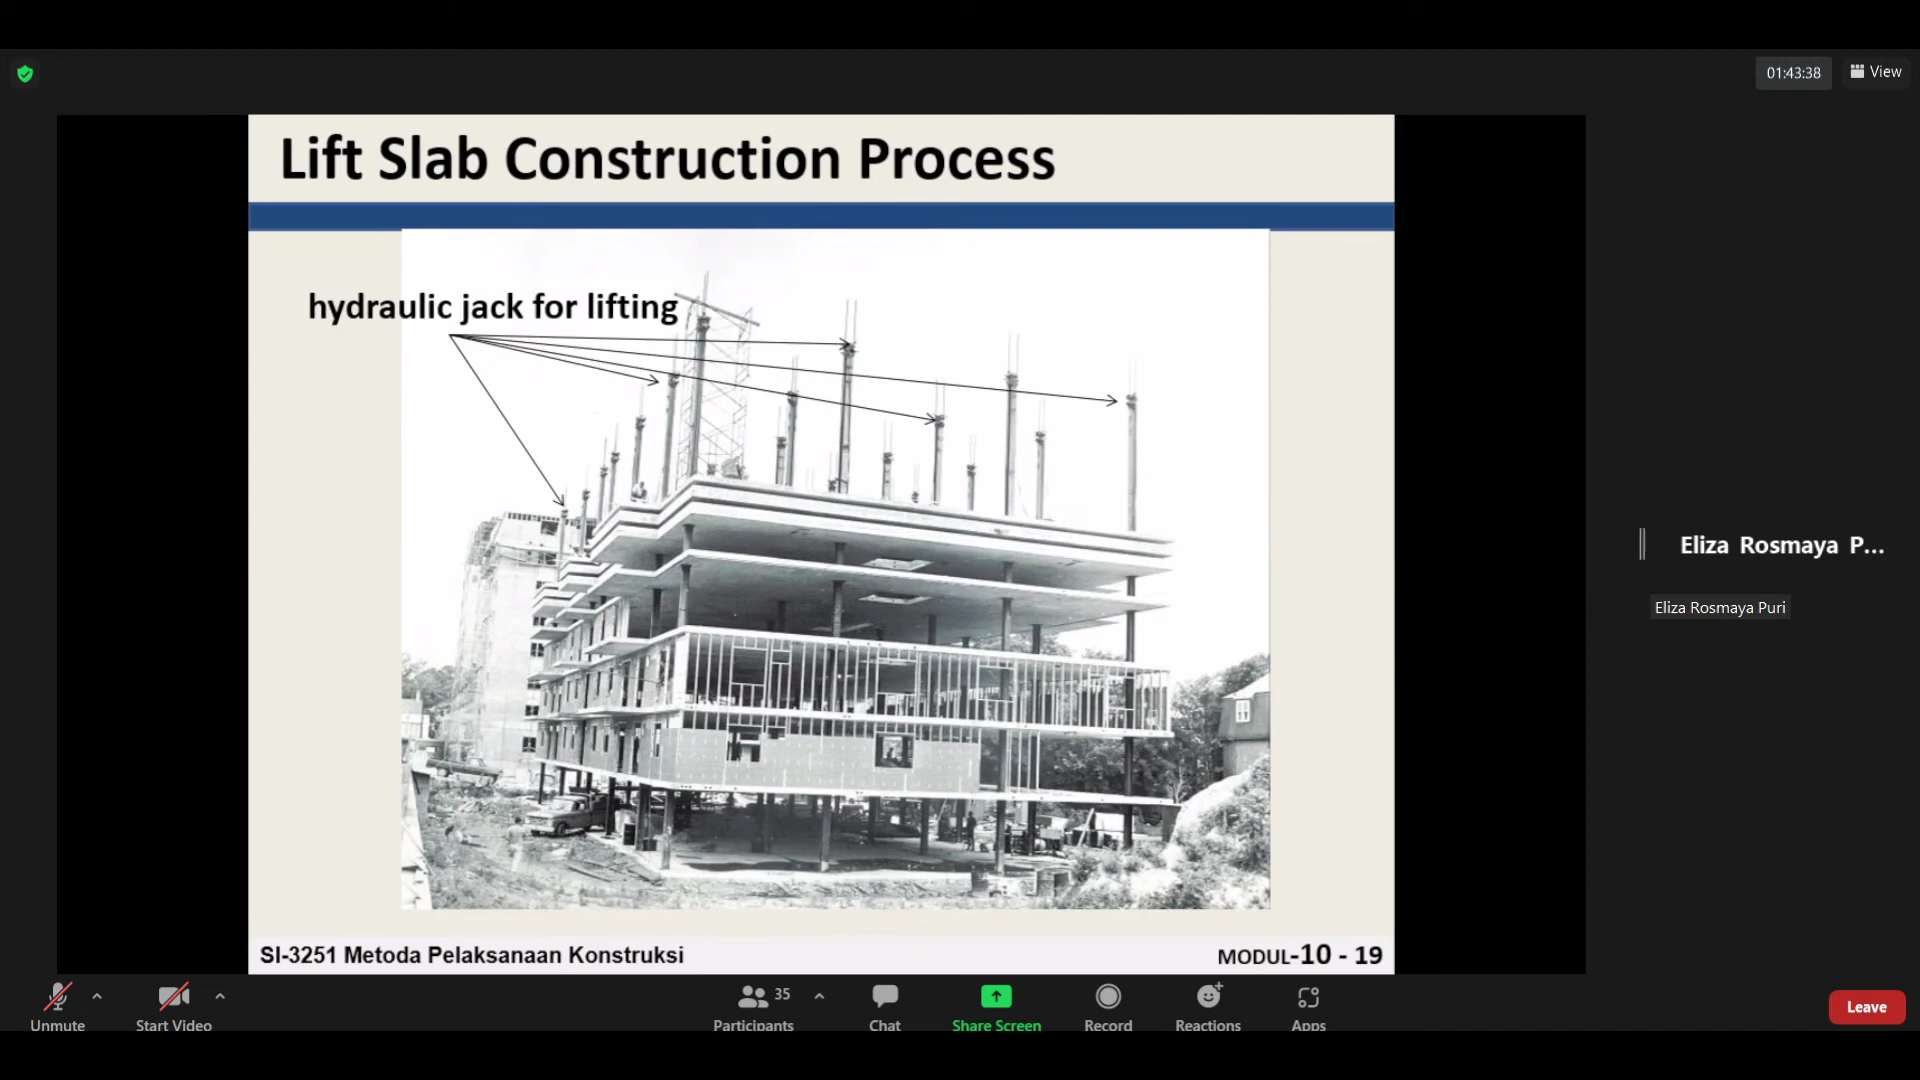 01:43:38
View
Lift Slab Construction Process
hydraulic jack for lifting
Eliza Rosmaya P...
Eliza Rosmaya Puri
SI-3251 Metoda Pelaksanaan Konstruksi
MODUL-10 - 19
35
Unmute
Start Video
Participants
Chat
Share Screen
Record
Reactions
Apps
Leave